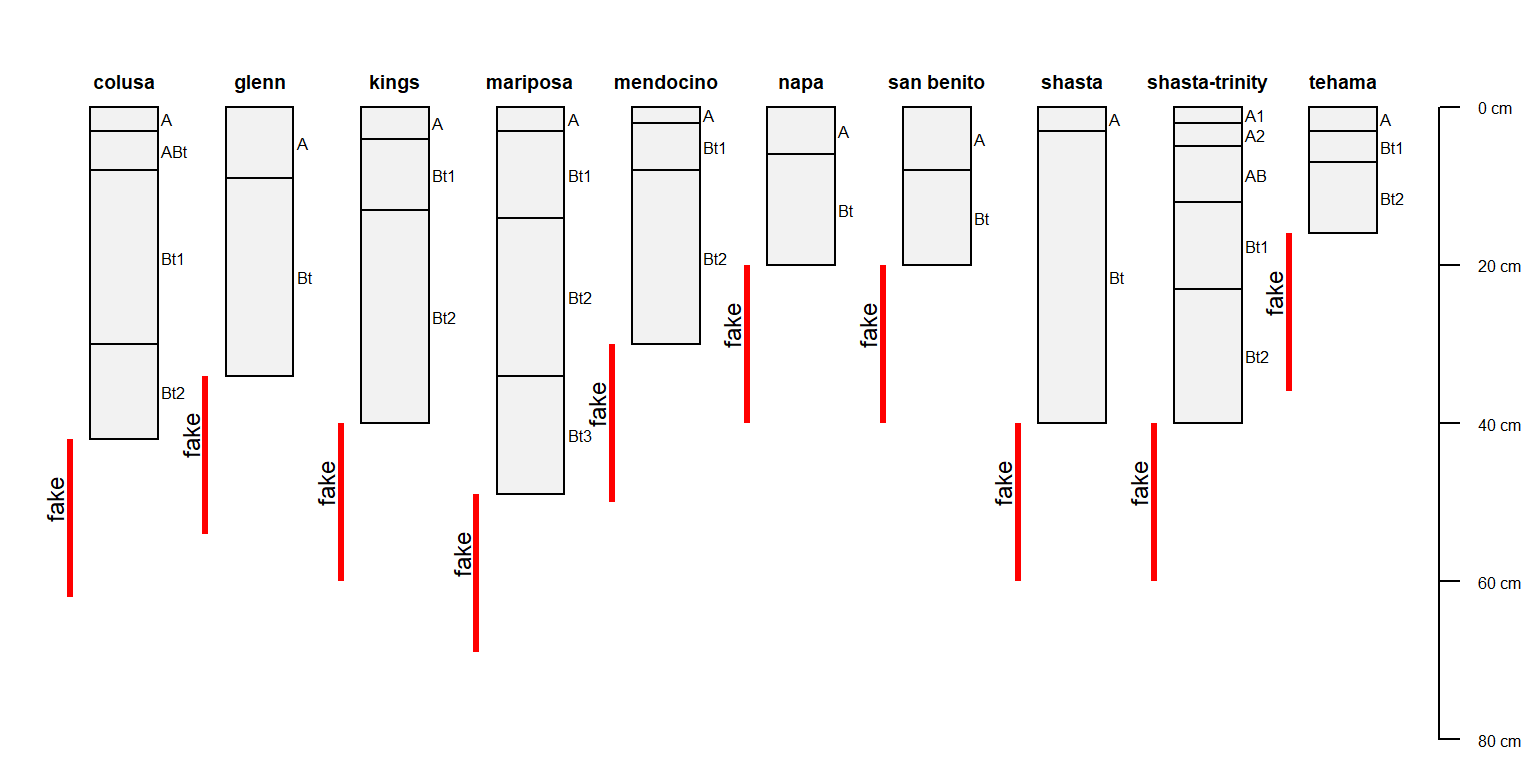 colusa glenn kings mariposa mendocino napa san benito shasta shasta-trinity tehama
A
ABt
Bt1
Bt2
fake
A
Bt
fake
A
Bt1
Bt2
fake
A
Bt1
Bt2
Bt3
fake
A
Bt1
Bt2
fake
A
Bt
fake
A
Bt
fake
A
Bt
fake
A1
A2
AB
Bt1
Bt2
fake
A
Bt1
Bt2
fake
0 cm
20 cm
40 cm
60 cm
80 cm